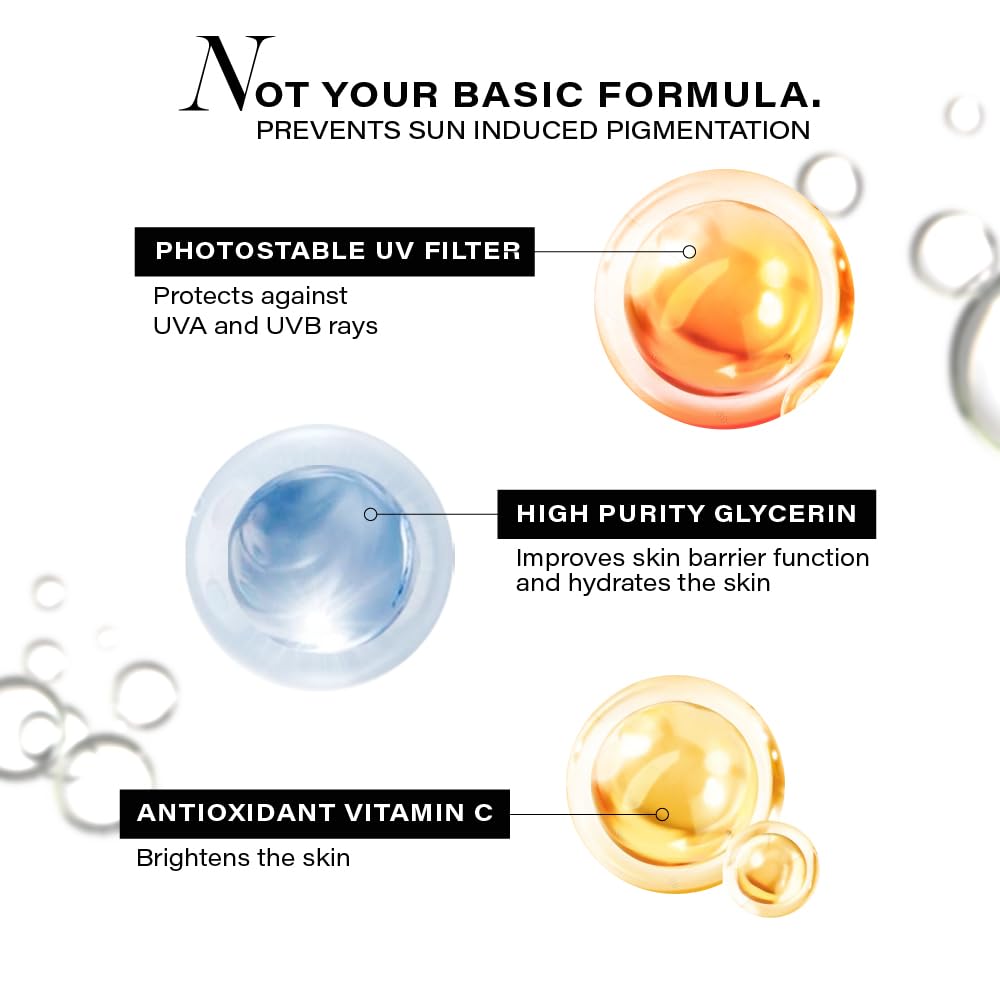 NOT YOUR BASIC FORMULA.
PREVENTS SUN INDUCED PIGMENTATION
PHOTOSTABLE UV FILTER
Protects against
UVA and UVB rays
HIGH PURITY GLYCERIN
Improves skin barrier function
and hydrates the skin
ANTIOXIDANT VITAMIN C
Brightens the skin